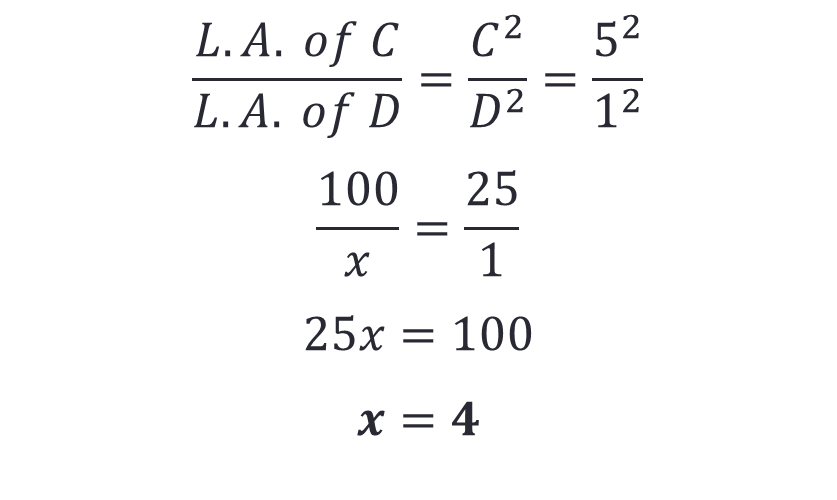 L.A. of C / L.A. of D = C² / D² = 5² / 1²
100 / x = 25 / 1
25x = 100
x = 4